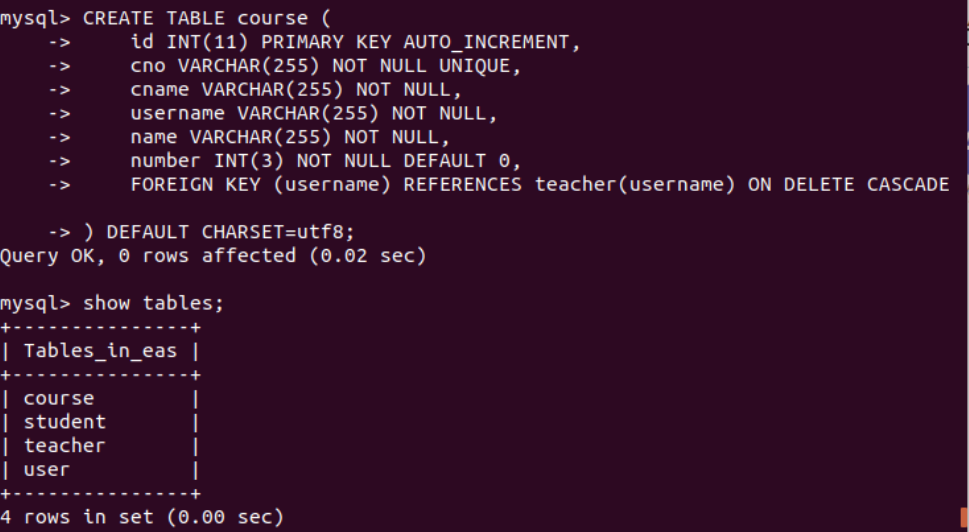 mysql> CREATE TABLE course (
    ->     id INT(11) PRIMARY KEY AUTO_INCREMENT,
    ->     cno VARCHAR(255) NOT NULL UNIQUE,
    ->     cname VARCHAR(255) NOT NULL,
    ->     username VARCHAR(255) NOT NULL,
    ->     name VARCHAR(255) NOT NULL,
    ->     number INT(3) NOT NULL DEFAULT 0,
    ->     FOREIGN KEY (username) REFERENCES teacher(username) ON DELETE CASCADE
    -> ) DEFAULT CHARSET=utf8;
Query OK, 0 rows affected (0.02 sec)
mysql> show tables;
+---------------+
| Tables_in_eas |
+---------------+
| course        |
| student       |
| teacher       |
| user          |
+---------------+
4 rows in set (0.00 sec)